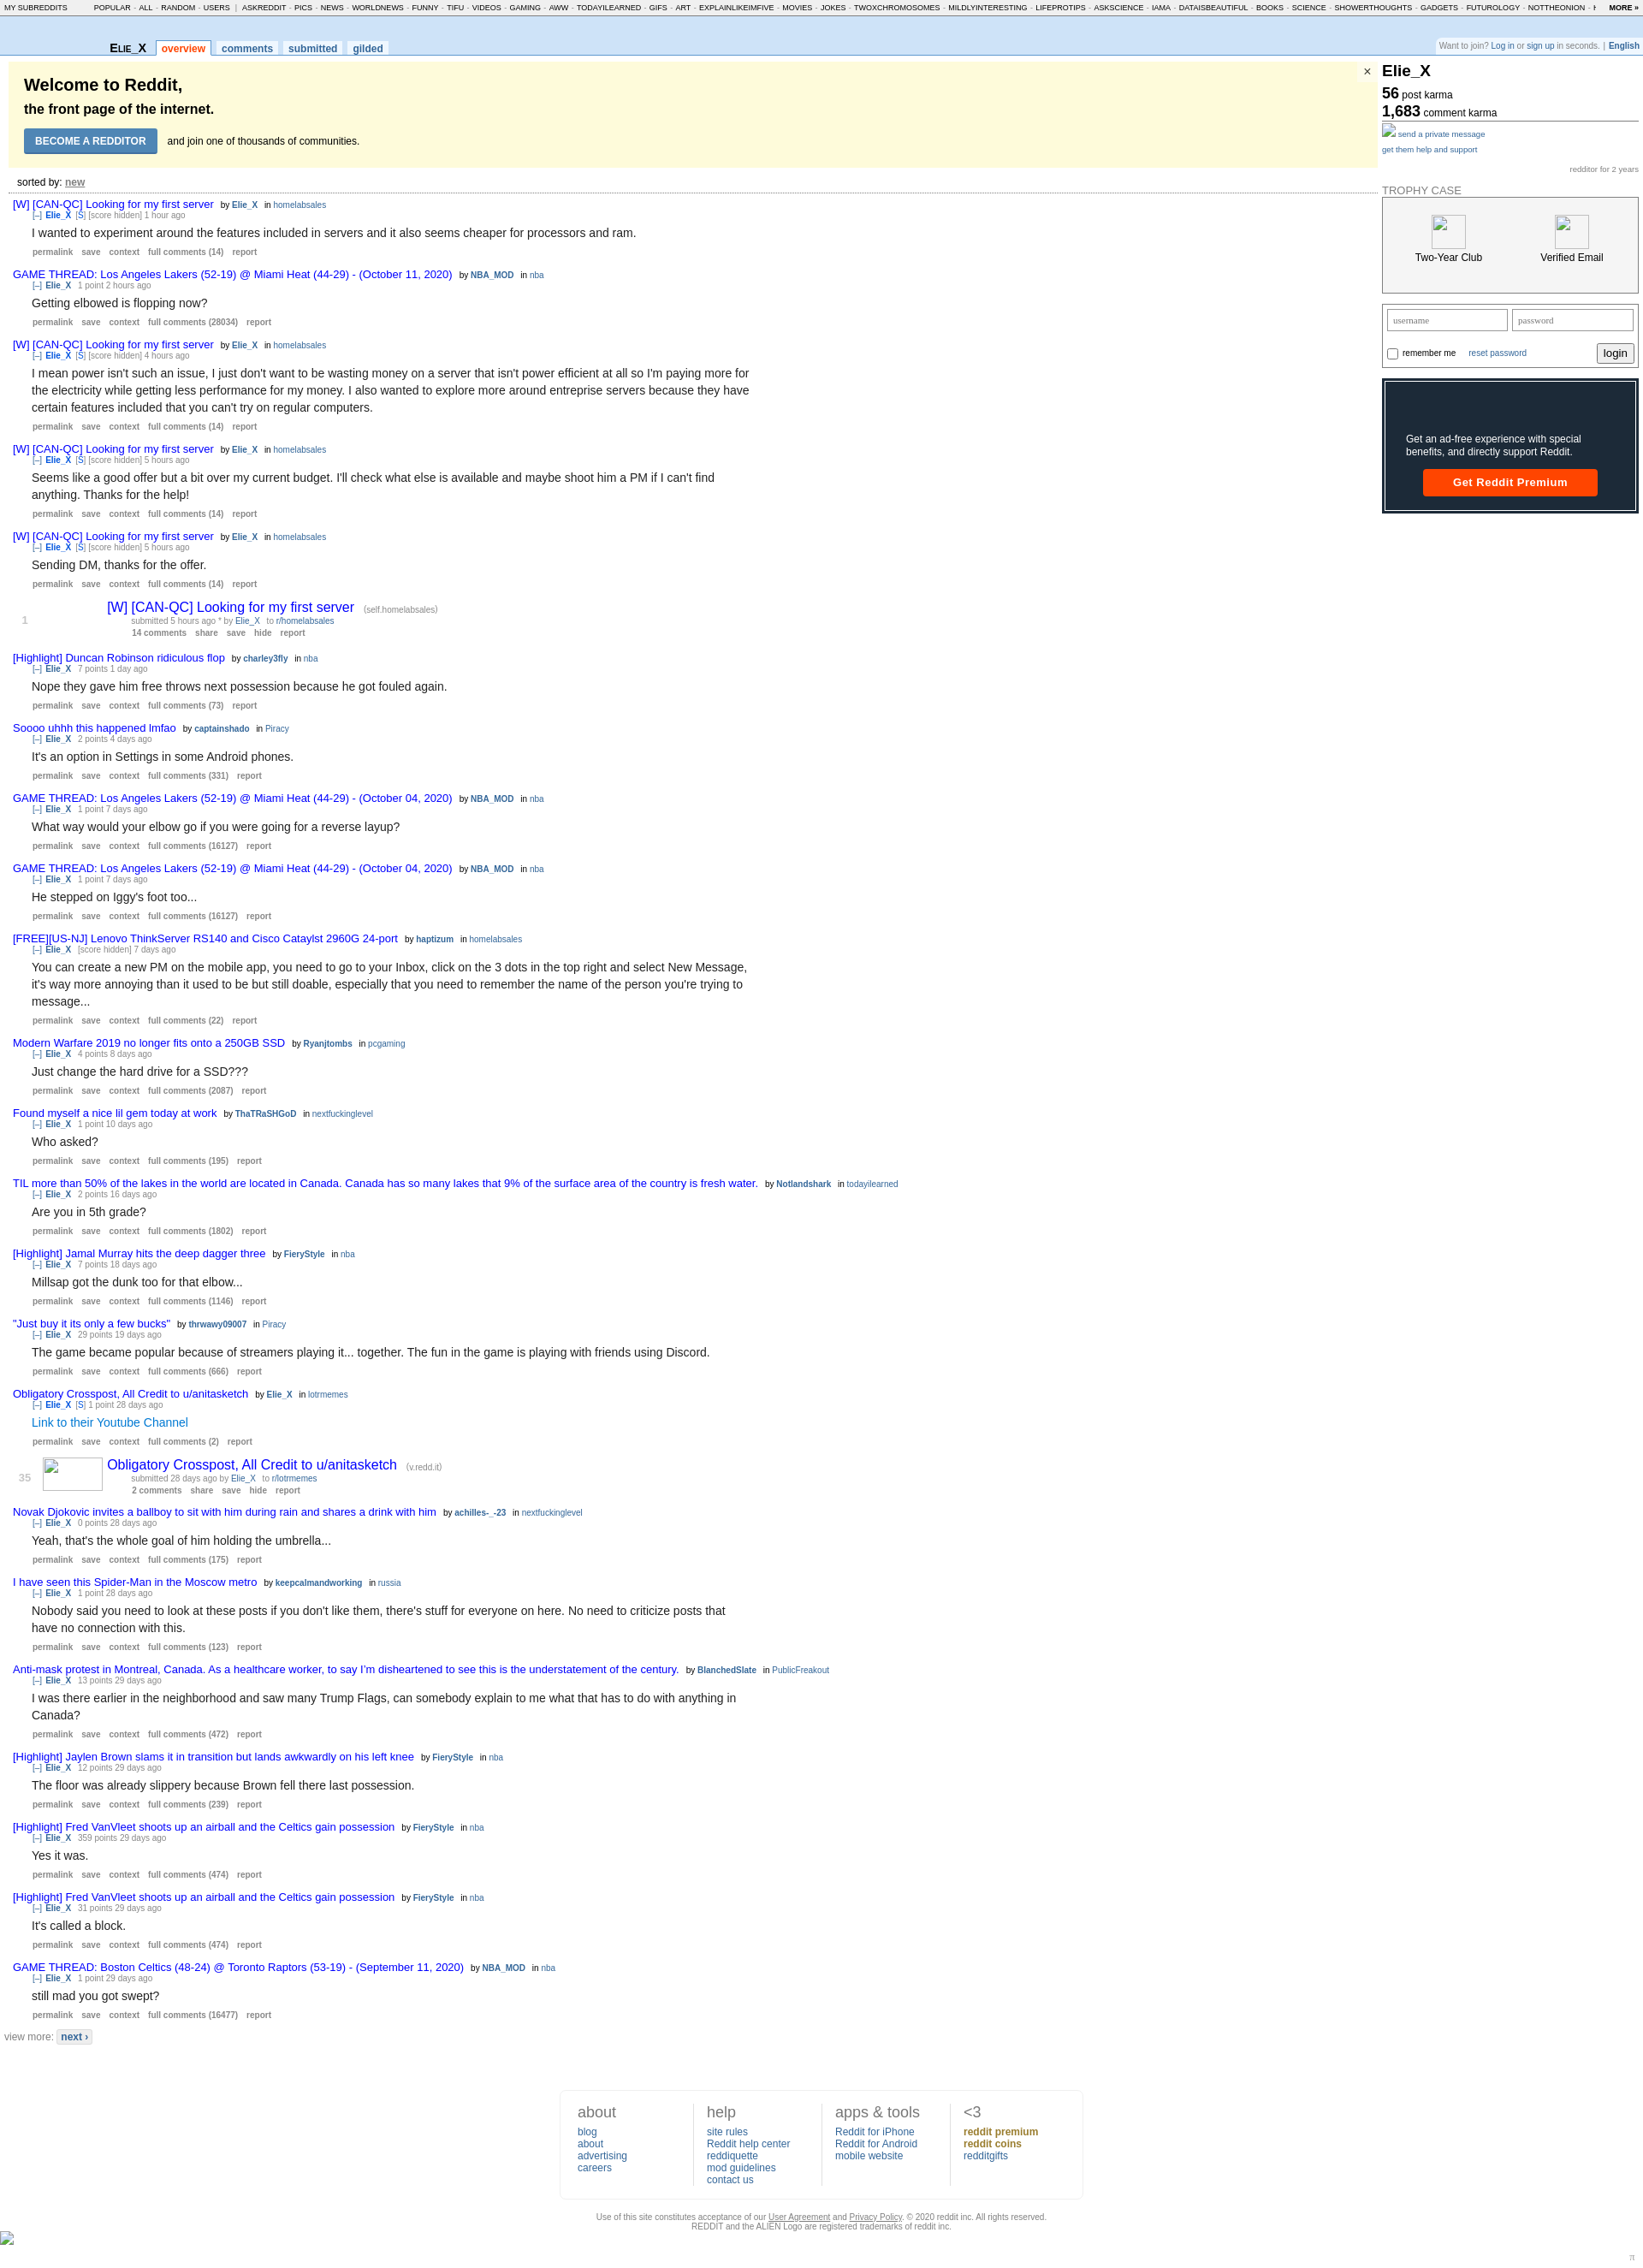 MY SUBREDDITS POPULAR - ALL - RANDOM - USERS | ASKREDDIT - PICS - NEWS - WORLDNEWS - FUNNY - TIFU - VIDEOS - GAMING - AWW - TODAYILEARNED - GIFS - ART - EXPLAINLIKEIMFIVE - MOVIES - JOKES - TWOXCHROMOSOMES - MILDLYINTERESTING - LIFEPROTIPS - ASKSCIENCE - IAMA - DATAISBEAUTIFUL - BOOKS - SCIENCE - SHOWERTHOUGHTS - GADGETS - FUTUROLOGY - NOTTHEONION - MORE »
Elie_X overview comments submitted gilded
Want to join? Log in or sign up in seconds. | English
Welcome to Reddit,
the front page of the internet.
BECOME A REDDITOR and join one of thousands of communities.
×
sorted by: new
[W] [CAN-QC] Looking for my first server by Elie_X in homelabsales
[–] Elie_X [S] [score hidden] 1 hour ago
I wanted to experiment around the features included in servers and it also seems cheaper for processors and ram.
permalink save context full comments (14) report
GAME THREAD: Los Angeles Lakers (52-19) @ Miami Heat (44-29) - (October 11, 2020) by NBA_MOD in nba
[–] Elie_X 1 point 2 hours ago
Getting elbowed is flopping now?
permalink save context full comments (28034) report
[W] [CAN-QC] Looking for my first server by Elie_X in homelabsales
[–] Elie_X [S] [score hidden] 4 hours ago
I mean power isn't such an issue, I just don't want to be wasting money on a server that isn't power efficient at all so I'm paying more for
the electricity while getting less performance for my money. I also wanted to explore more around entreprise servers because they have
certain features included that you can't try on regular computers.
permalink save context full comments (14) report
[W] [CAN-QC] Looking for my first server by Elie_X in homelabsales
[–] Elie_X [S] [score hidden] 5 hours ago
Seems like a good offer but a bit over my current budget. I'll check what else is available and maybe shoot him a PM if I can't find
anything. Thanks for the help!
permalink save context full comments (14) report
[W] [CAN-QC] Looking for my first server by Elie_X in homelabsales
[–] Elie_X [S] [score hidden] 5 hours ago
Sending DM, thanks for the offer.
permalink save context full comments (14) report
1
[W] [CAN-QC] Looking for my first server (self.homelabsales)
submitted 5 hours ago * by Elie_X to r/homelabsales
14 comments share save hide report
[Highlight] Duncan Robinson ridiculous flop by charley3fly in nba
[–] Elie_X 7 points 1 day ago
Nope they gave him free throws next possession because he got fouled again.
permalink save context full comments (73) report
Soooo uhhh this happened lmfao by captainshado in Piracy
[–] Elie_X 2 points 4 days ago
It's an option in Settings in some Android phones.
permalink save context full comments (331) report
GAME THREAD: Los Angeles Lakers (52-19) @ Miami Heat (44-29) - (October 04, 2020) by NBA_MOD in nba
[–] Elie_X 1 point 7 days ago
What way would your elbow go if you were going for a reverse layup?
permalink save context full comments (16127) report
GAME THREAD: Los Angeles Lakers (52-19) @ Miami Heat (44-29) - (October 04, 2020) by NBA_MOD in nba
[–] Elie_X 1 point 7 days ago
He stepped on Iggy's foot too...
permalink save context full comments (16127) report
[FREE][US-NJ] Lenovo ThinkServer RS140 and Cisco Cataylst 2960G 24-port by haptizum in homelabsales
[–] Elie_X [score hidden] 7 days ago
You can create a new PM on the mobile app, you need to go to your Inbox, click on the 3 dots in the top right and select New Message,
it's way more annoying than it used to be but still doable, especially that you need to remember the name of the person you're trying to
message...
permalink save context full comments (22) report
Modern Warfare 2019 no longer fits onto a 250GB SSD by Ryanjtombs in pcgaming
[–] Elie_X 4 points 8 days ago
Just change the hard drive for a SSD???
permalink save context full comments (2087) report
Found myself a nice lil gem today at work by ThaTRaSHGoD in nextfuckinglevel
[–] Elie_X 1 point 10 days ago
Who asked?
permalink save context full comments (195) report
TIL more than 50% of the lakes in the world are located in Canada. Canada has so many lakes that 9% of the surface area of the country is fresh water. by Notlandshark in todayilearned
[–] Elie_X 2 points 16 days ago
Are you in 5th grade?
permalink save context full comments (1802) report
[Highlight] Jamal Murray hits the deep dagger three by FieryStyle in nba
[–] Elie_X 7 points 18 days ago
Millsap got the dunk too for that elbow...
permalink save context full comments (1146) report
"Just buy it its only a few bucks" by thrwawy09007 in Piracy
[–] Elie_X 29 points 19 days ago
The game became popular because of streamers playing it... together. The fun in the game is playing with friends using Discord.
permalink save context full comments (666) report
Obligatory Crosspost, All Credit to u/anitasketch by Elie_X in lotrmemes
[–] Elie_X [S] 1 point 28 days ago
Link to their Youtube Channel
permalink save context full comments (2) report
35
Obligatory Crosspost, All Credit to u/anitasketch (v.redd.it)
submitted 28 days ago by Elie_X to r/lotrmemes
2 comments share save hide report
Novak Djokovic invites a ballboy to sit with him during rain and shares a drink with him by achilles-_-23 in nextfuckinglevel
[–] Elie_X 0 points 28 days ago
Yeah, that's the whole goal of him holding the umbrella...
permalink save context full comments (175) report
I have seen this Spider-Man in the Moscow metro by keepcalmandworking in russia
[–] Elie_X 1 point 28 days ago
Nobody said you need to look at these posts if you don't like them, there's stuff for everyone on here. No need to criticize posts that
have no connection with this.
permalink save context full comments (123) report
Anti-mask protest in Montreal, Canada. As a healthcare worker, to say I'm disheartened to see this is the understatement of the century. by BlanchedSlate in PublicFreakout
[–] Elie_X 13 points 29 days ago
I was there earlier in the neighborhood and saw many Trump Flags, can somebody explain to me what that has to do with anything in
Canada?
permalink save context full comments (472) report
[Highlight] Jaylen Brown slams it in transition but lands awkwardly on his left knee by FieryStyle in nba
[–] Elie_X 12 points 29 days ago
The floor was already slippery because Brown fell there last possession.
permalink save context full comments (239) report
[Highlight] Fred VanVleet shoots up an airball and the Celtics gain possession by FieryStyle in nba
[–] Elie_X 359 points 29 days ago
Yes it was.
permalink save context full comments (474) report
[Highlight] Fred VanVleet shoots up an airball and the Celtics gain possession by FieryStyle in nba
[–] Elie_X 31 points 29 days ago
It's called a block.
permalink save context full comments (474) report
GAME THREAD: Boston Celtics (48-24) @ Toronto Raptors (53-19) - (September 11, 2020) by NBA_MOD in nba
[–] Elie_X 1 point 29 days ago
still mad you got swept?
permalink save context full comments (16477) report
view more: next ›
Elie_X
56 post karma
1,683 comment karma
send a private message
get them help and support
redditor for 2 years
TROPHY CASE
Two-Year Club Verified Email
username password
remember me reset password login
Get an ad-free experience with special
benefits, and directly support Reddit.
Get Reddit Premium
about
blog
about
advertising
careers
help
site rules
Reddit help center
reddiquette
mod guidelines
contact us
apps & tools
Reddit for iPhone
Reddit for Android
mobile website
<3
reddit premium
reddit coins
redditgifts
Use of this site constitutes acceptance of our User Agreement and Privacy Policy. © 2020 reddit inc. All rights reserved.
REDDIT and the ALIEN Logo are registered trademarks of reddit inc.
π